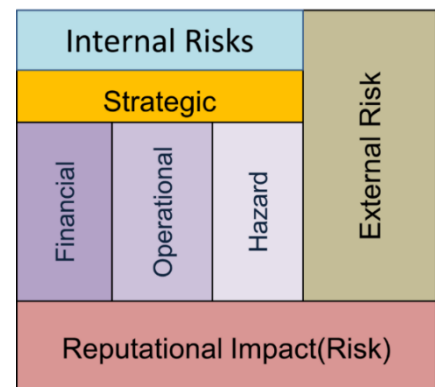 Internal Risks
Strategic
Financial
Operational
Hazard
External Risk
Reputational Impact(Risk)